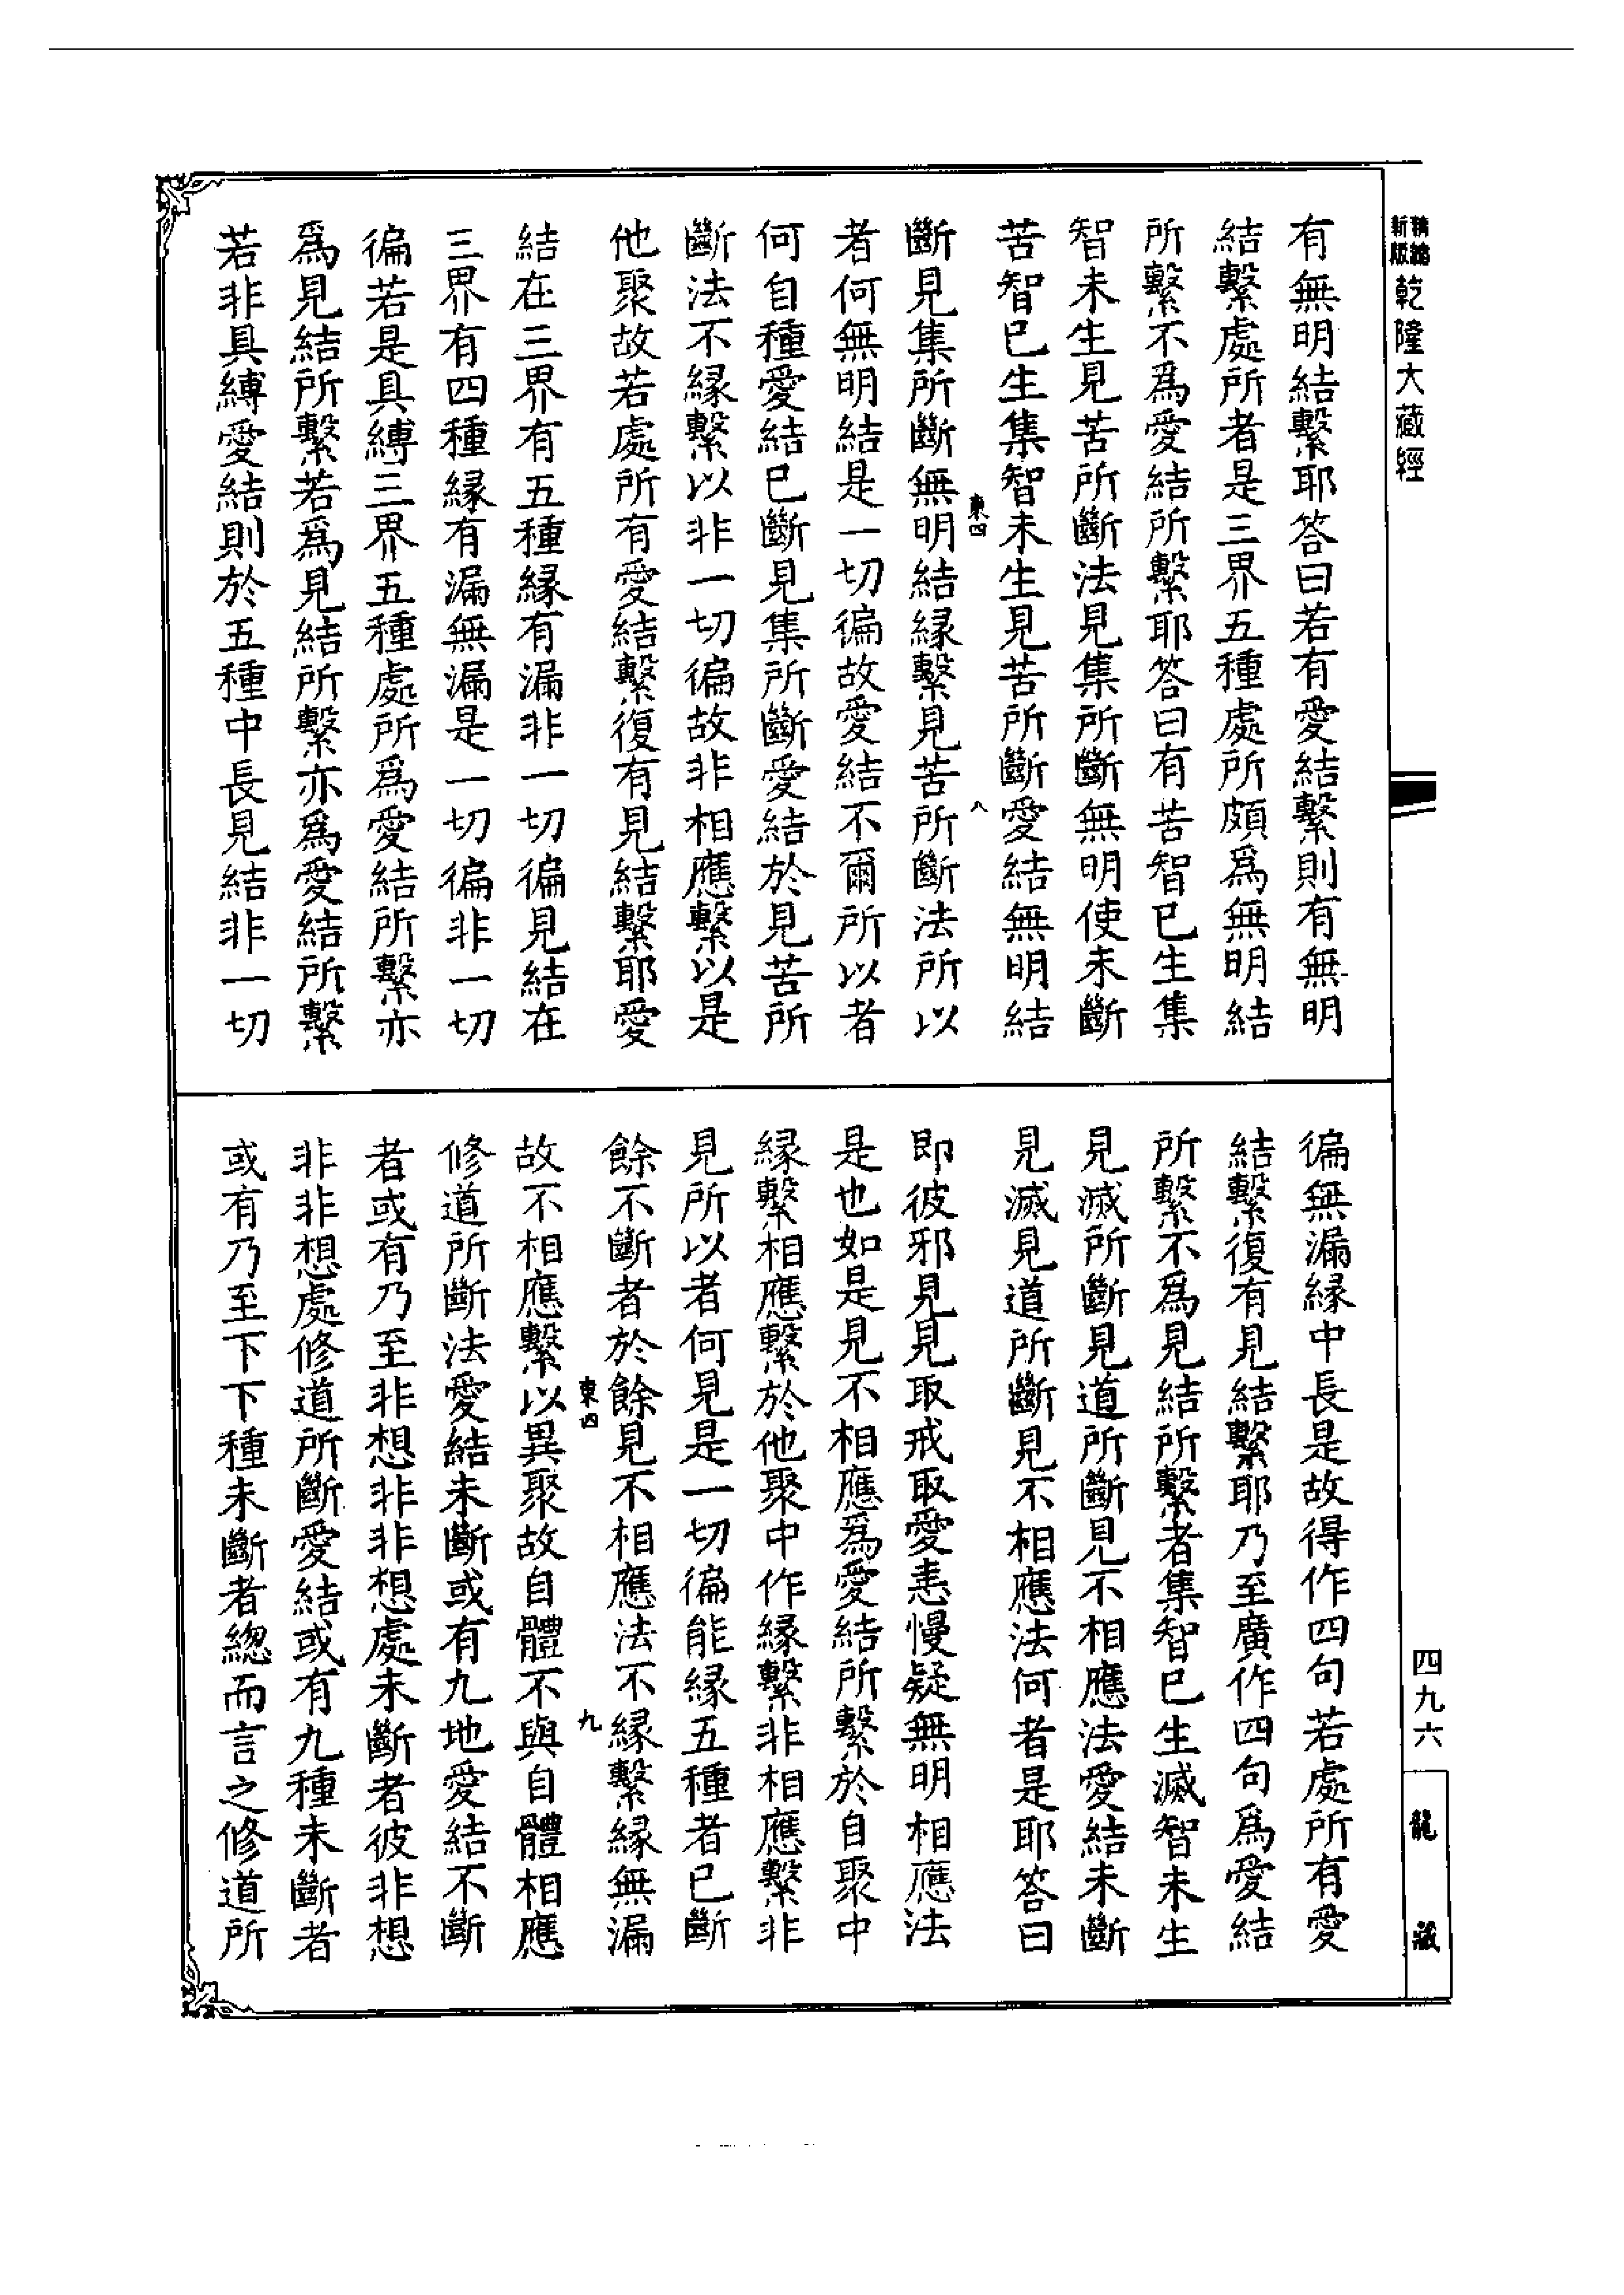 新版精縮乾隆大藏經
有無明結繫耶答曰若有愛結繫則有無明
結繫處所者是三界五種處所頗爲無明結
所繫不爲愛結所繫耶答曰有苦智已生集
智未生見苦所斷法見集所斷無明使未斷
苦智已生集智未生見苦所斷愛結無明結
東四
八
斷見集所斷無明結緣繫見苦所斷法所以
者何無明結是一切徧故愛結不爾所以者
何自種愛結已斷見集所斷愛結於見苦所
斷法不緣繫以非一切徧故非相應繫以是
他聚故若處所有愛結繫復有見結繫耶愛
結在三界有五種緣有漏非一切徧見結在
三界有四種緣有漏無漏是一切徧非一切
徧若是具縛三界五種處所爲愛結所繫亦
爲見結所繫若爲見結所繫亦爲愛結所繫
若非具縛愛結則於五種中長見結非一切
徧無漏緣中長是故得作四句若處所有愛
結繫復有見結繫耶乃至廣作四句爲愛結
所繫不爲見結所繫者集智已生滅智未生
見滅所斷見道所斷見不相應法愛結未斷
見滅見道所斷見不相應法何者是耶答曰
即彼邪見見取戒取愛恚慢疑無明相應法
是也如是見不相應爲愛結所繫於自聚中
緣繫相應繫於他聚中作緣繫非相應繫非
見所以者何見是一切徧能緣五種者已斷
餘不斷者於餘見不相應法不緣繫緣無漏
東四
九
故不相應繫以異聚故自體不與自體相應
修道所斷法愛結未斷或有九地愛結不斷
者或有乃至非想非非想處未斷者彼非想
非非想處修道所斷愛結或有九種未斷者
或有乃至下下種未斷者總而言之修道所
四九六
龍藏